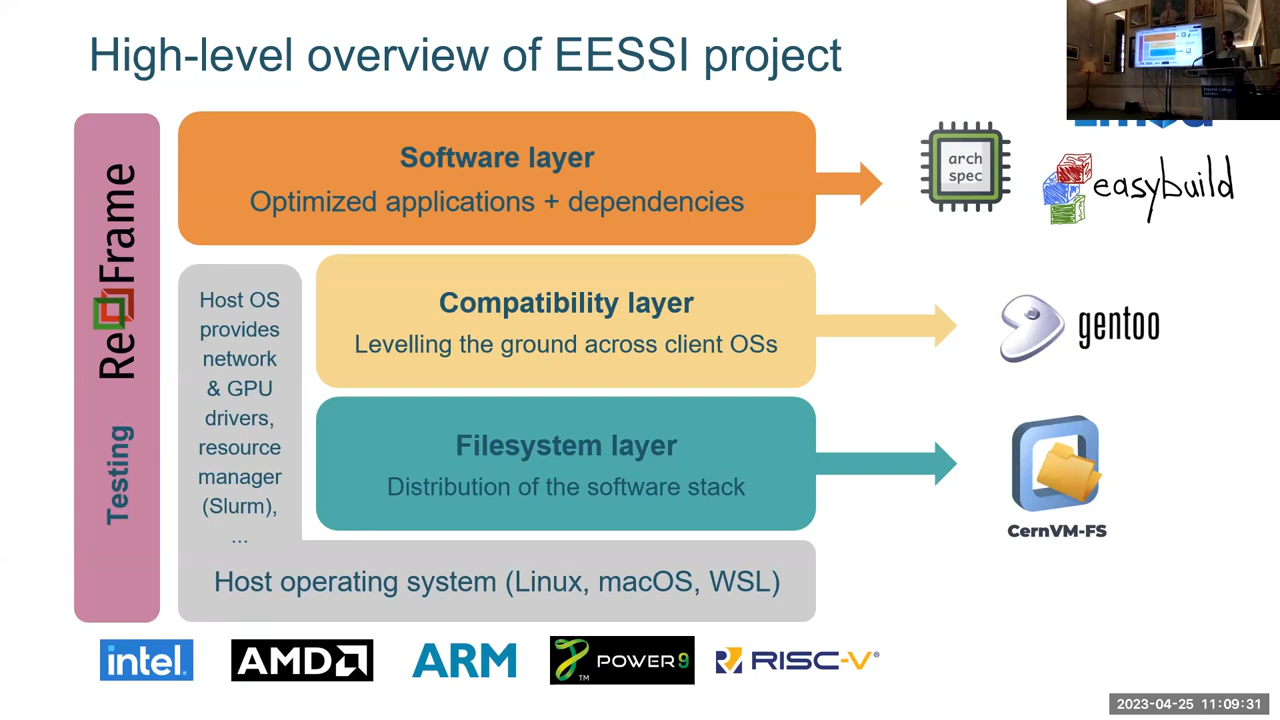 High-level overview of EESSI project
ReFrame
Testing
Software layer
Optimized applications + dependencies
arch
spec
easybuild
Host OS
provides
network
& GPU
drivers,
resource
manager
(Slurm),
...
Compatibility layer
Levelling the ground across client OSs
gentoo
Filesystem layer
Distribution of the software stack
CernVM-FS
Host operating system (Linux, macOS, WSL)
intel.
AMD
ARM
POWER9
TM
RISC-V®
2023-04-25 11:09:31